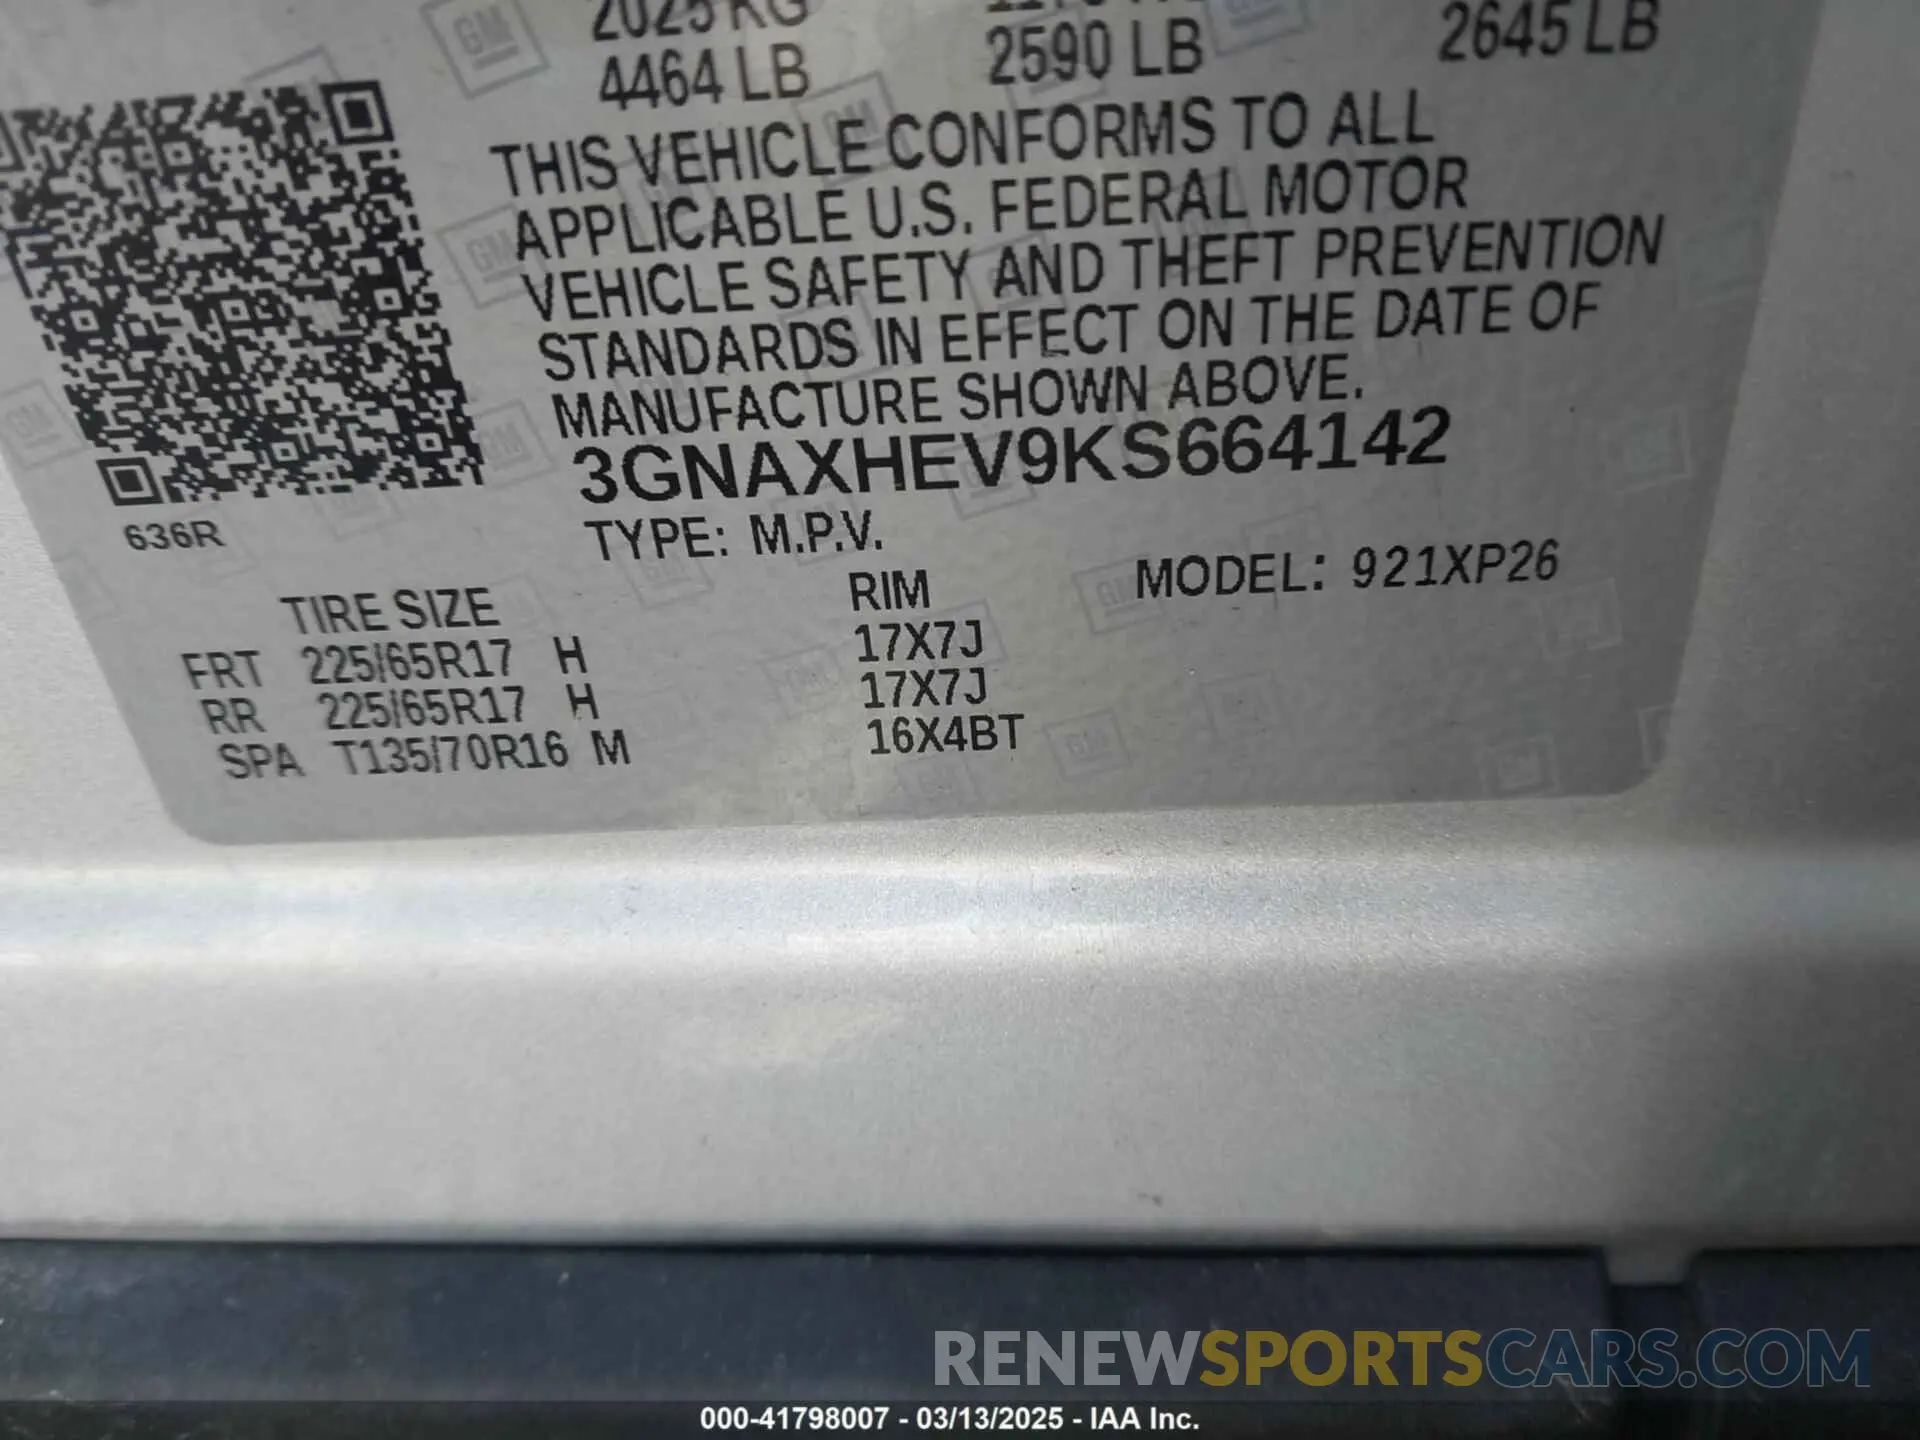 2025 KG
4464 LB 2590 LB 2645 LB
THIS VEHICLE CONFORMS TO ALL
APPLICABLE U.S. FEDERAL MOTOR
VEHICLE SAFETY AND THEFT PREVENTION
STANDARDS IN EFFECT ON THE DATE OF
MANUFACTURE SHOWN ABOVE.
3GNAXHEV9KS664142
636R
TYPE: M.P.V.
MODEL: 921XP26
TIRE SIZE RIM
FRT 225/65R17 H 17X7J
RR 225/65R17 H 17X7J
SPA T135/70R16 M 16X4BT
RENEWSPORTSCARS.COM
000-41798007 - 03/13/2025 - IAA Inc.